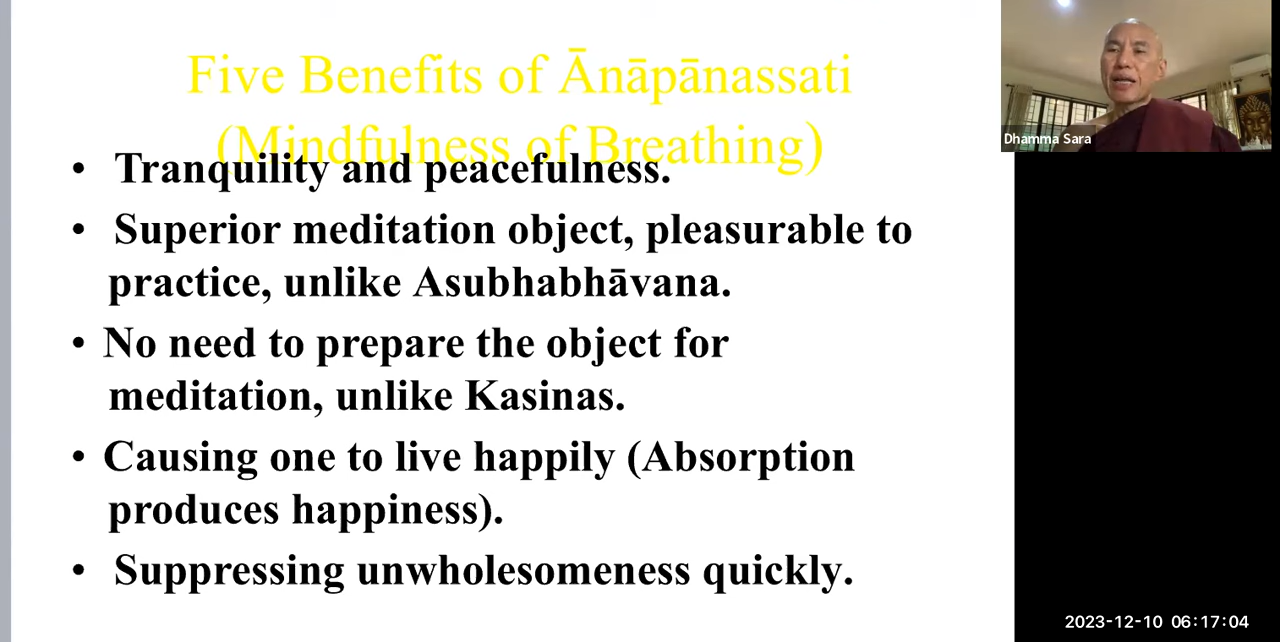 Five Benefits of Ānāpānassati
(Mindfulness of Breathing)
• Tranquility and peacefulness.
• Superior meditation object, pleasurable to
practice, unlike Asubhabhāvana.
• No need to prepare the object for
meditation, unlike Kasinas.
• Causing one to live happily (Absorption
produces happiness).
• Suppressing unwholesomeness quickly.
Dhamma Sara
2023-12-10 06:17:04